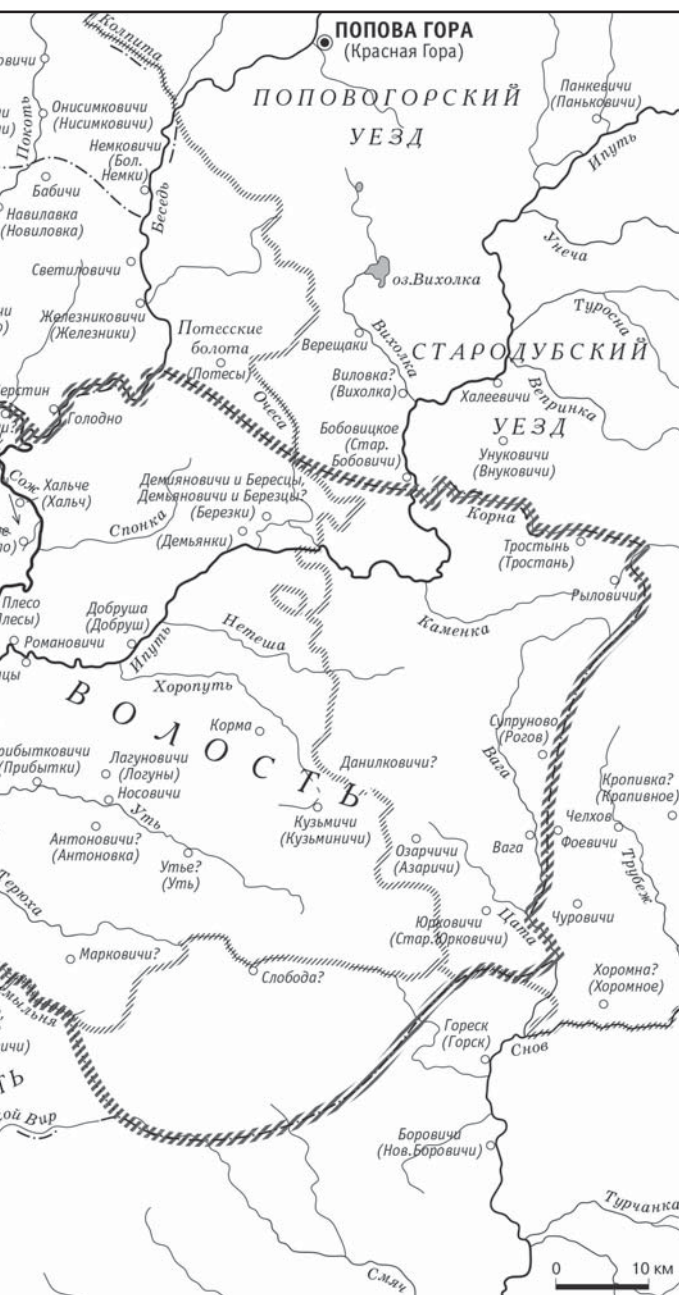 Колпита
ПОПОВА ГОРА
(Красная Гора)
ПОПОВОГОРСКИЙ
УЕЗД
Панкевичи
(Паньковичи)
Ипуть
Покоть
Онисимковичи
(Нисимковичи)
Немковичи
(Бол.
Немки)
Бабичи
Навилавка
(Новиловка)
Беседь
Унеча
Светиловичи
оз.Вихолка
Железниковичи
(Железники)
Туросна
Потесские
болота
(Потесы)
Верещаки
Вихолка
СТАРОДУБСКИЙ
УЕЗД
Виловка?
(Вихолка)
Халеевичи
Вепринка
Очеса
Голодно
Бобовицкое
(Стар.
Бобовичи)
Унуковичи
(Внуковичи)
Сож
Хальче
(Хальч)
Демияновичи и Бересцы,
Демьяновичи и Березцы?
(Березки)
(Демьянки)
Спонка
Корна
Тростынь
(Тростань)
Рыловичи
Плесо
Добруша
(Добруш)
Романовичи
Ипуть
Нетеша
Каменка
Хоропуть
ВОЛОСТЬ
Корма
Супруново
(Рогов)
Вага
Данилковичи?
(Прибытки)
Лагуновичи
(Логуны)
Носовичи
Уть
Кузьмичи
(Кузьминичи)
Кропивка?
(Крапивное)
Челхов
Фоевичи
Вага
Трубеж
Антоновичи?
(Антоновка)
Утье?
(Уть)
Озарчичи
(Азаричи)
Терюха
Юрковичи
(Стар.Юрковичи)
Цата
Чуровичи
Марковичи?
Слобода?
Хоромна?
(Хоромное)
Гореск
(Горск)
Снов
Вир
Боровичи
(Нов.Боровичи)
Турчанка
Смяч
0 10 км